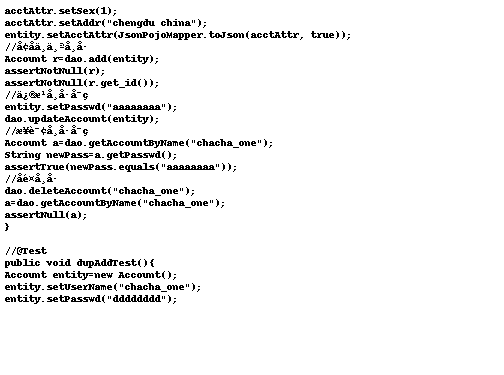 acctAttr.setSex(1);
acctAttr.setAddr("chengdu china");
entity.setAcctAttr(JsonPojoMapper.toJson(acctAttr, true));
//å¢åä¸ä¸ªå¸å·
Account r=dao.add(entity);
assertNotNull(r);
assertNotNull(r.get_id());
//ä¿®æ¹å¸å·å¯ç
entity.setPasswd("aaaaaaaa");
dao.updateAccount(entity);
//æ¥è¯¢å¸å·å¯ç
Account a=dao.getAccountByName("chacha_one");
String newPass=a.getPasswd();
assertTrue(newPass.equals("aaaaaaaa"));
//å é¤å¸å·
dao.deleteAccount("chacha_one");
a=dao.getAccountByName("chacha_one");
assertNull(a);
}
//@Test
public void dupAddTest(){
Account entity=new Account();
entity.setUserName("chacha_one");
entity.setPasswd("dddddddd");